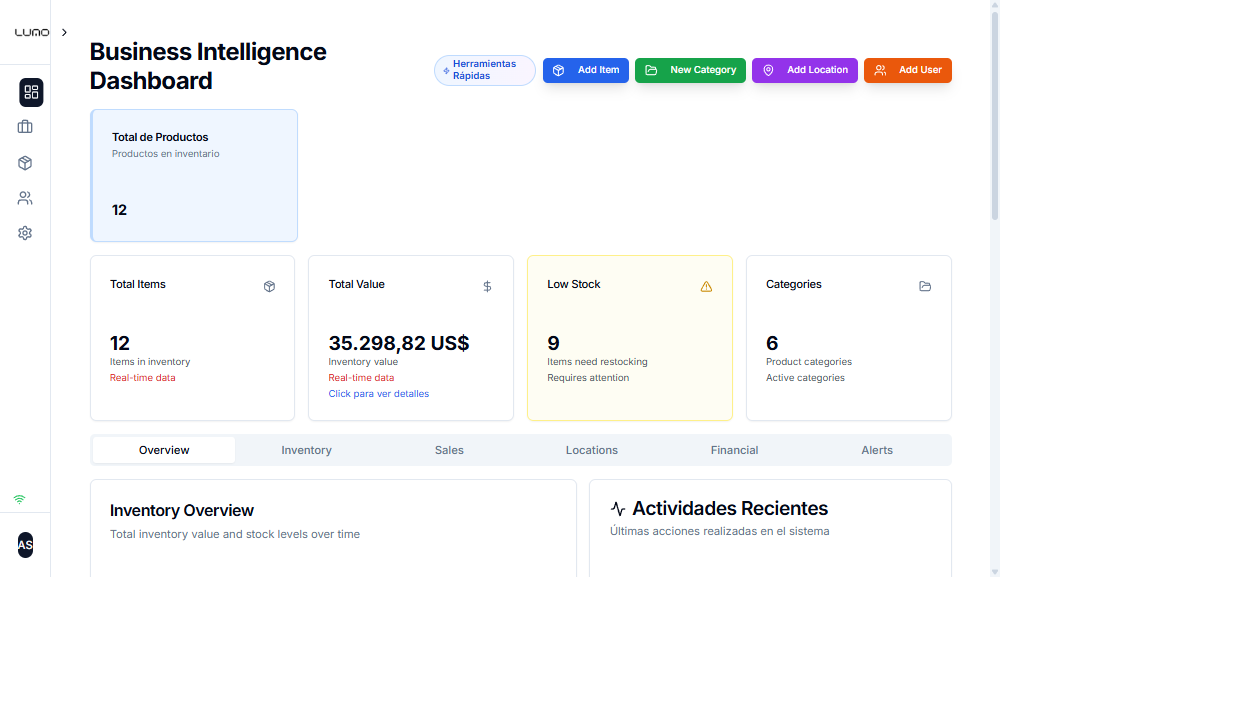 LUMO
Business Intelligence
Dashboard
Herramientas
Rápidas
Add Item
New Category
Add Location
Add User
Total de Productos
Productos en inventario
12
Total Items
12
Items in inventory
Real-time data
Total Value
$
35.298,82 US$
Inventory value
Real-time data
Click para ver detalles
Low Stock
9
Items need restocking
Requires attention
Categories
6
Product categories
Active categories
Overview
Inventory
Sales
Locations
Financial
Alerts
Inventory Overview
Total inventory value and stock levels over time
Actividades Recientes
Últimas acciones realizadas en el sistema
AS